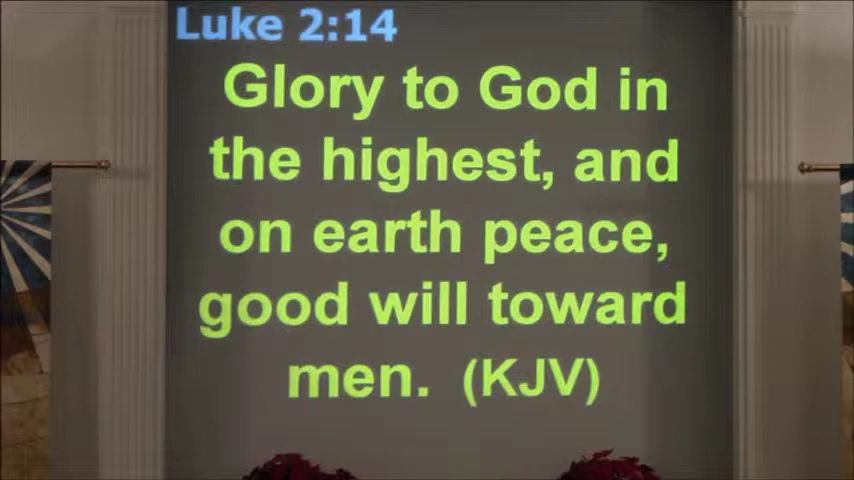 Luke 2:14
Glory to God in
the highest, and
on earth peace,
good will toward
men. (KJV)